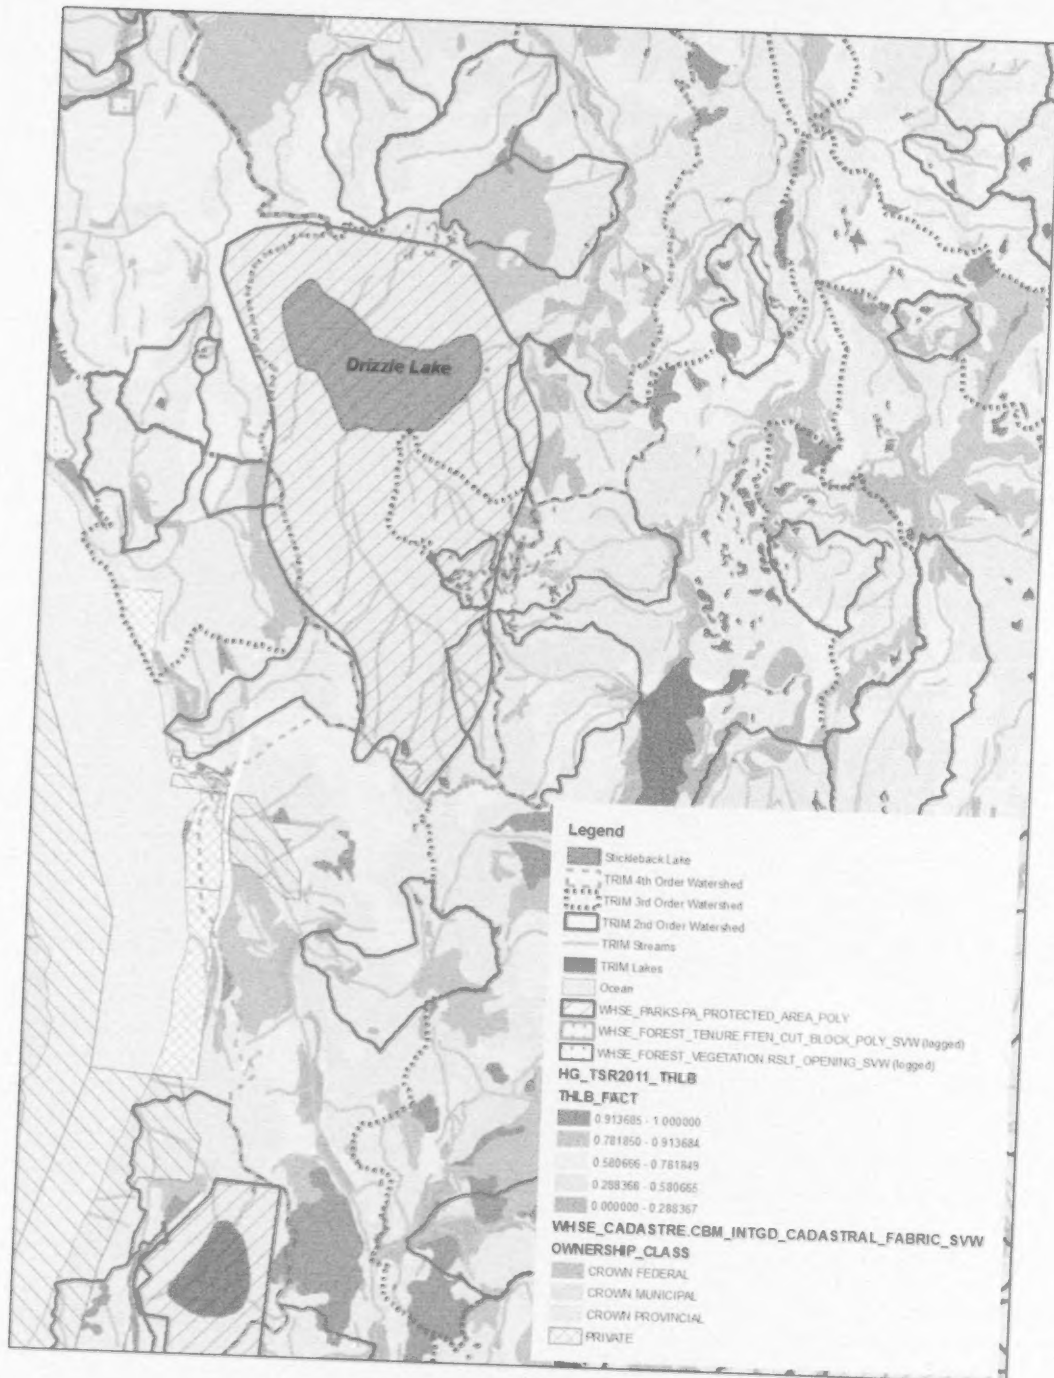 Drizzle Lake
Legend
Stickleback Lake
TRIM 4th Order Watershed
TRIM 3rd Order Watershed
TRIM 2nd Order Watershed
TRIM Streams
TRIM Lakes
Ocean
WHSE_PARKS-PA_PROTECTED_AREA_POLY
WHSE_FOREST_TENURE.FTEN_CUT_BLOCK_POLY_SVW (logged)
WHSE_FOREST_VEGETATION.RSLT_OPENING_SVW (logged)
HG_TSR2011_THLB
THLB_FACT
0.913685 - 1.000000
0.781850 - 0.913684
0.580666 - 0.781849
0.288368 - 0.580665
0.000000 - 0.288367
WHSE_CADASTRE.CBM_INTGD_CADASTRAL_FABRIC_SVW
OWNERSHIP_CLASS
CROWN FEDERAL
CROWN MUNICIPAL
CROWN PROVINCIAL
PRIVATE